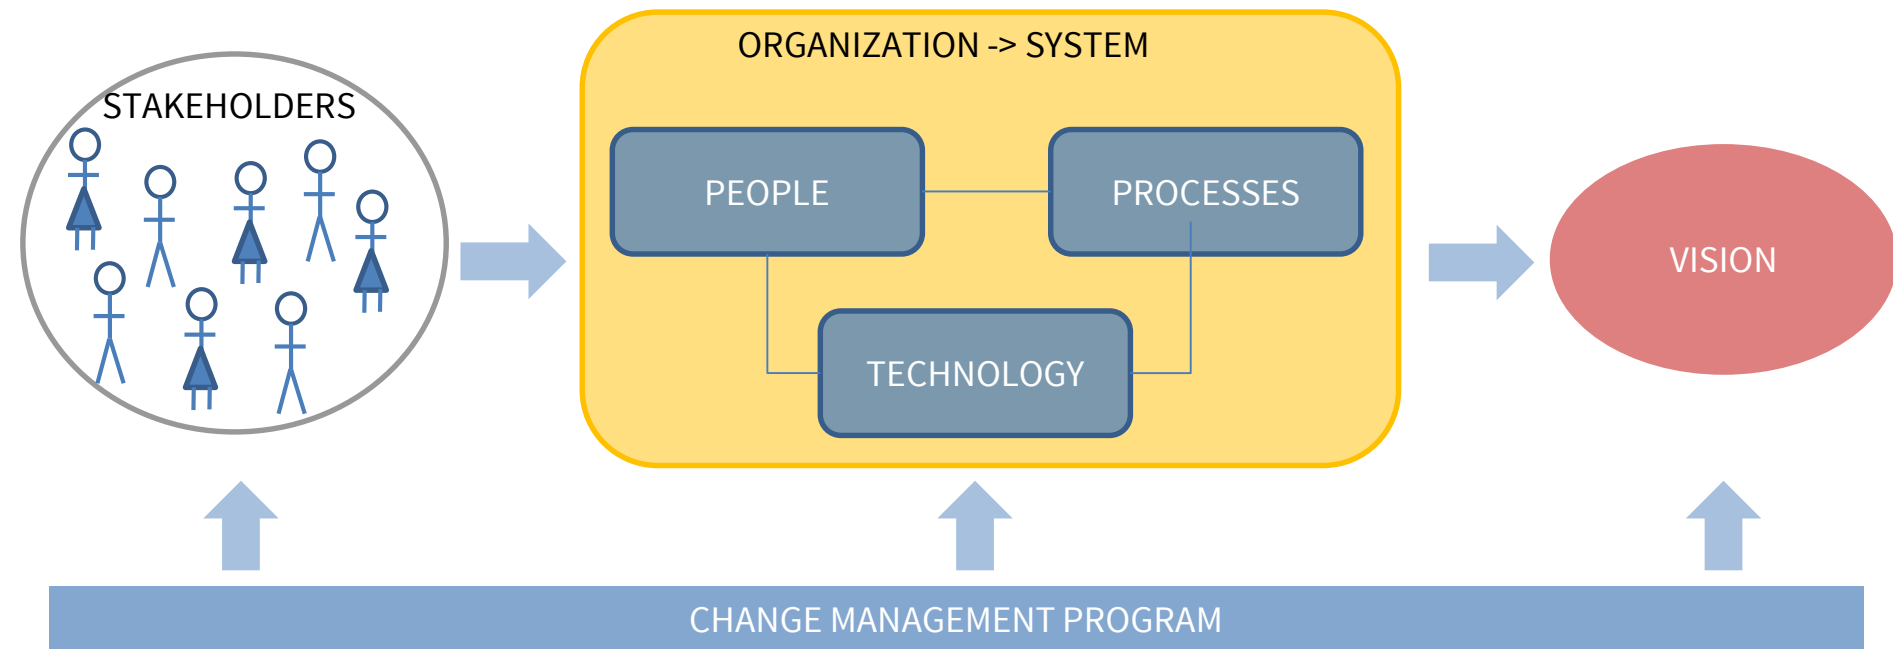 ORGANIZATION -> SYSTEM
STAKEHOLDERS
PEOPLE
PROCESSES
TECHNOLOGY
VISION
CHANGE MANAGEMENT PROGRAM